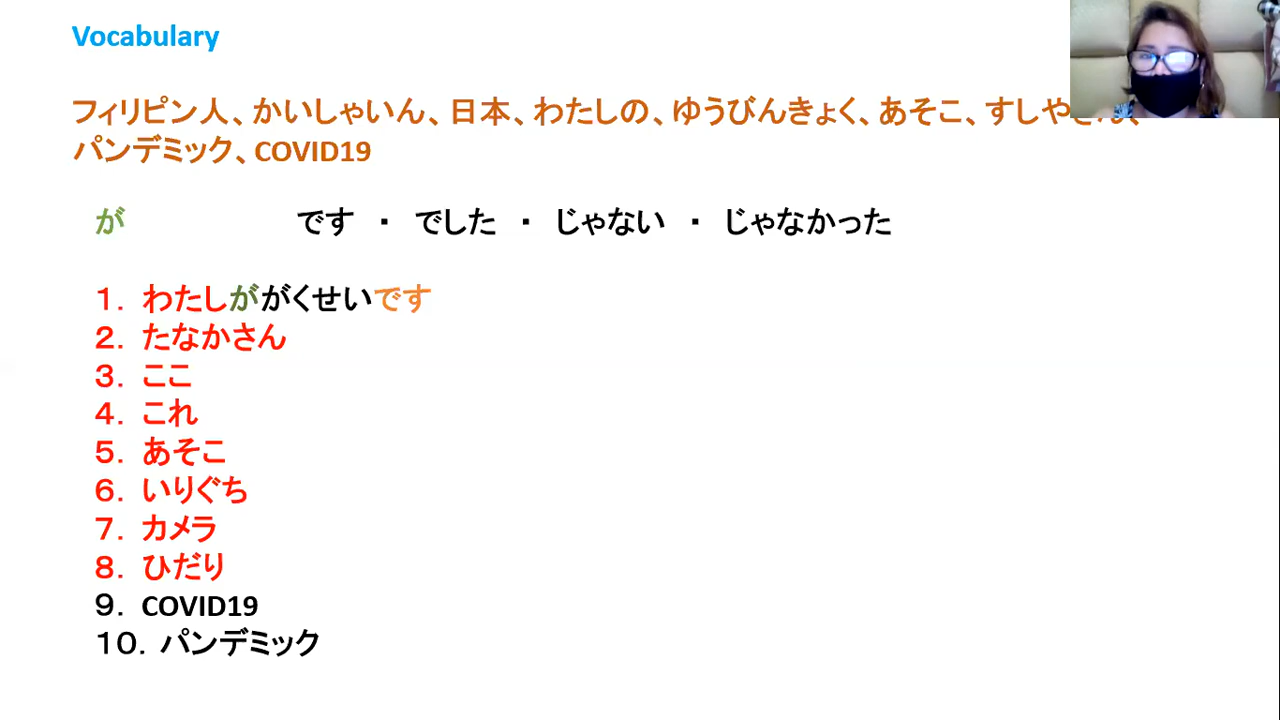 Vocabulary
フィリピン人、かいしゃいん、日本、わたしの、ゆうびんきょく、あそこ、すしやさん、
パンデミック、COVID19
が です ・ でした ・ じゃない ・ じゃなかった
１．わたしががくせいです
２．たなかさん
３．ここ
４．これ
５．あそこ
６．いりぐち
７．カメラ
８．ひだり
９．COVID19
１０．パンデミック